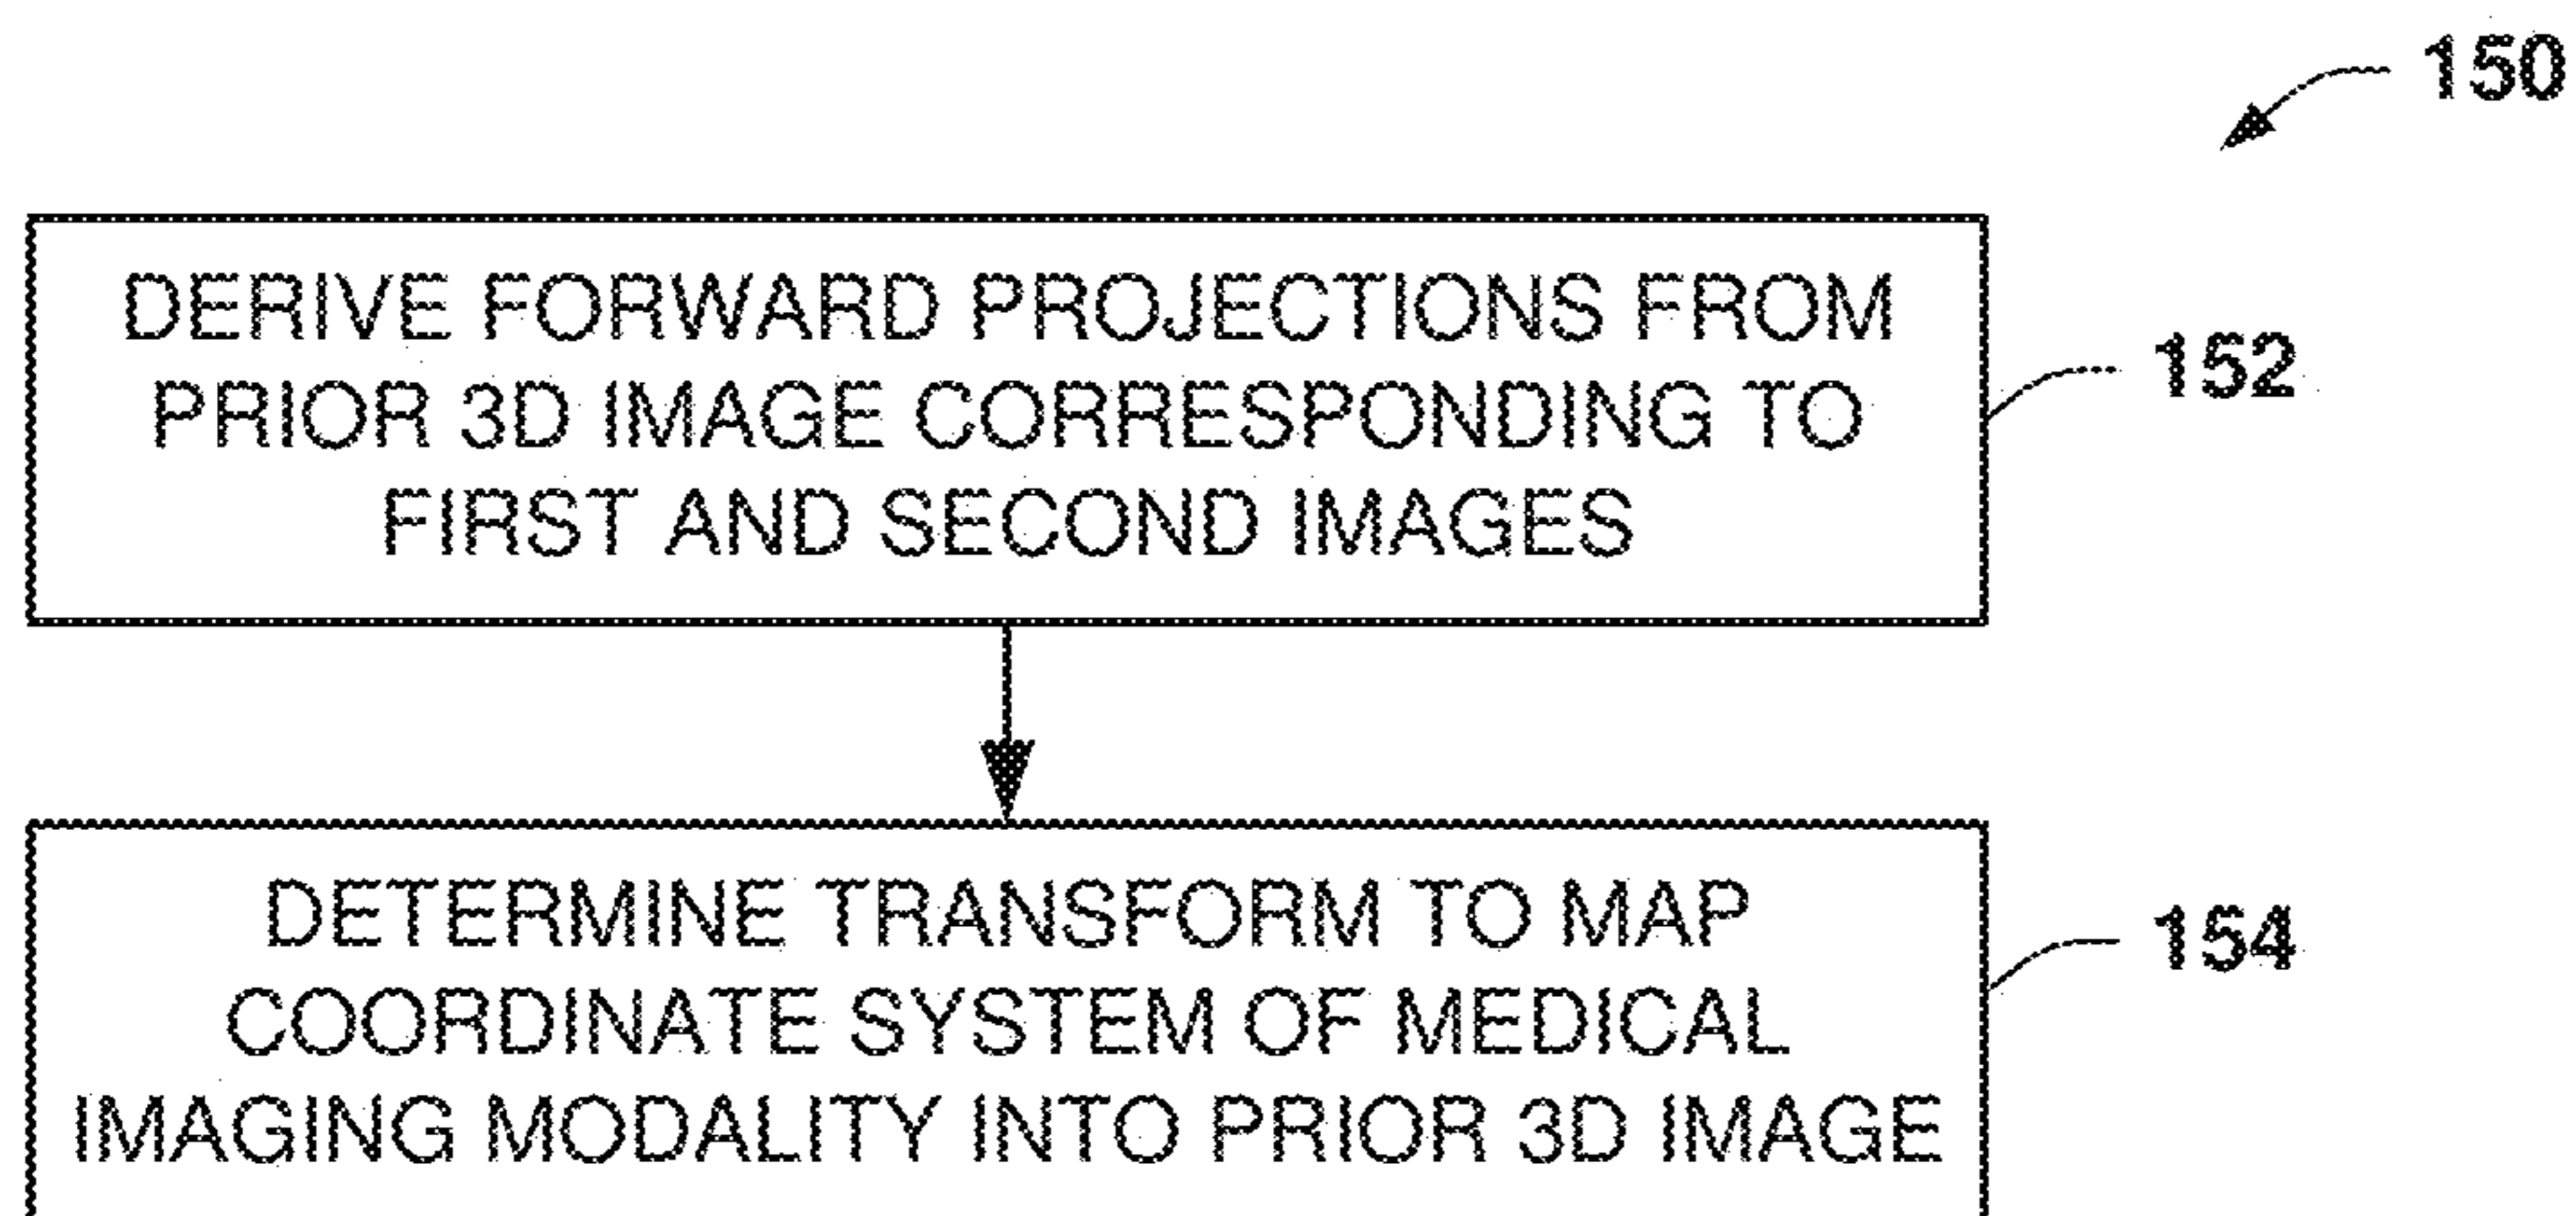 150
DERIVE FORWARD PROJECTIONS FROM
PRIOR 3D IMAGE CORRESPONDING TO
FIRST AND SECOND IMAGES
152
DETERMINE TRANSFORM TO MAP
COORDINATE SYSTEM OF MEDICAL
IMAGING MODALITY INTO PRIOR 3D IMAGE
154